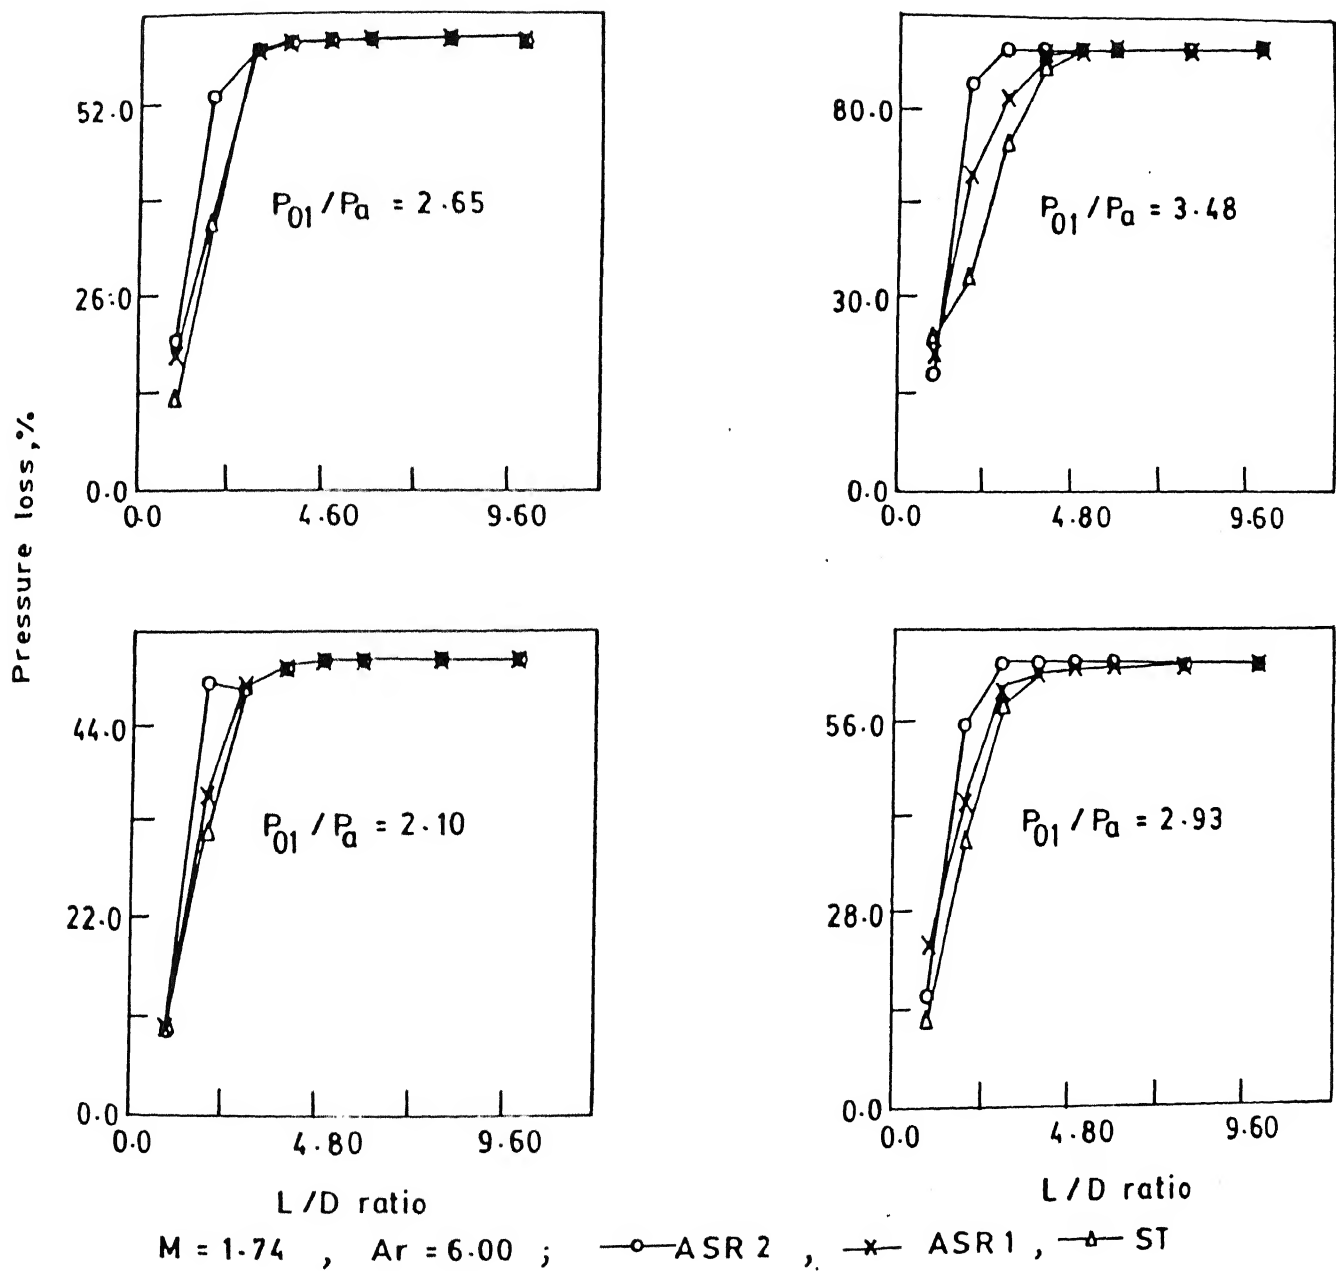 Pressure loss,%
52.0
26.0
0.0
0.0 4.60 9.60
P01/Pa = 2.65
80.0
30.0
0.0
0.0 4.80 9.60
P01/Pa = 3.48
44.0
22.0
0.0
0.0 4.80 9.60
P01/Pa = 2.10
L/D ratio
56.0
28.0
0.0
0.0 4.80 9.60
P01/Pa = 2.93
L/D ratio
M = 1.74 , Ar = 6.00 ; ASR 2 , ASR 1 , ST